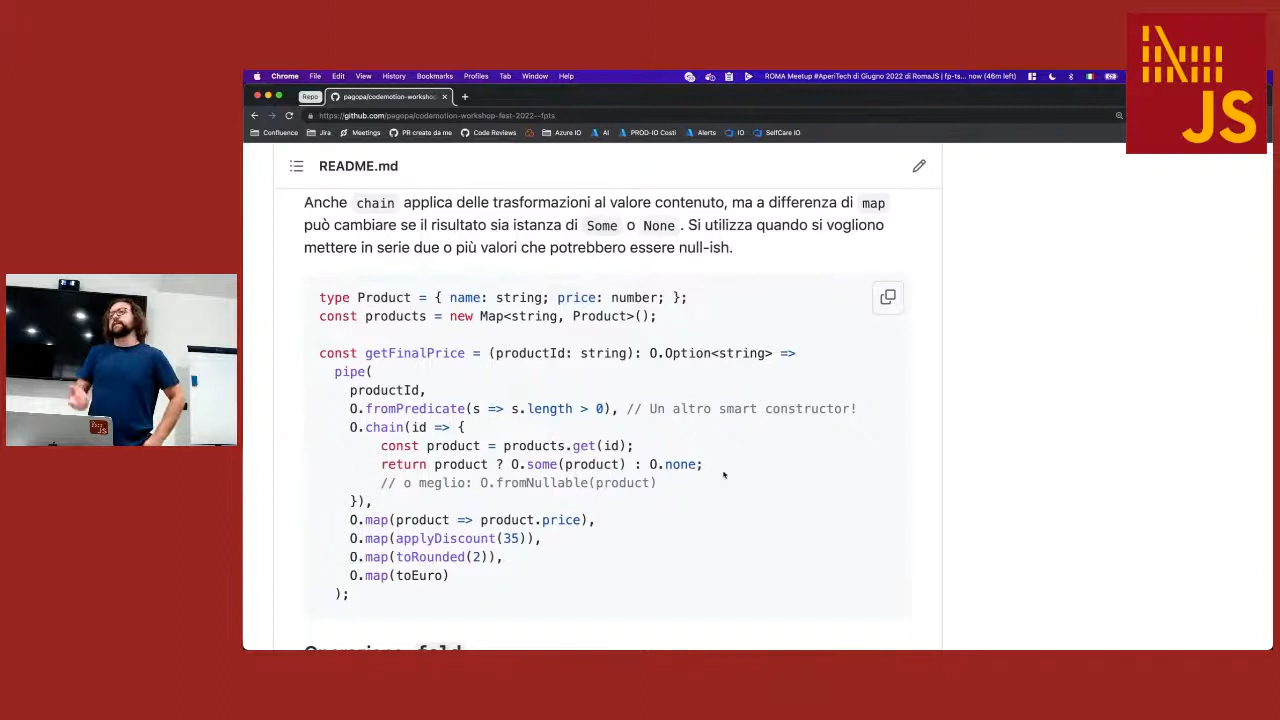 Chrome File Edit View History Bookmarks Profiles Tab Window Help ROMA Meetup #AperiTech di Giugno 2022 di RomaJS | fp-ts... now (46m left)
Repo pagopa/codemotion-workshop
https://github.com/pagopa/codemotion-workshop-fest-2022--fpts
Confluence Jira Meetings PR create da me Code Reviews Azure IO AI PROD-IO Costi Alerts IO SelfCare IO
JS
README.md
Anche chain applica delle trasformazioni al valore contenuto, ma a differenza di map
può cambiare se il risultato sia istanza di Some o None. Si utilizza quando si vogliono
mettere in serie due o più valori che potrebbero essere null-ish.
type Product = { name: string; price: number; };
const products = new Map<string, Product>();
const getFinalPrice = (productId: string): O.Option<string> =>
pipe(
productId,
O.fromPredicate(s => s.length > 0), // Un altro smart constructor!
O.chain(id => {
const product = products.get(id);
return product ? O.some(product) : O.none;
// o meglio: O.fromNullable(product)
}),
O.map(product => product.price),
O.map(applyDiscount(35)),
O.map(toRounded(2)),
O.map(toEuro)
);
Operazione fold